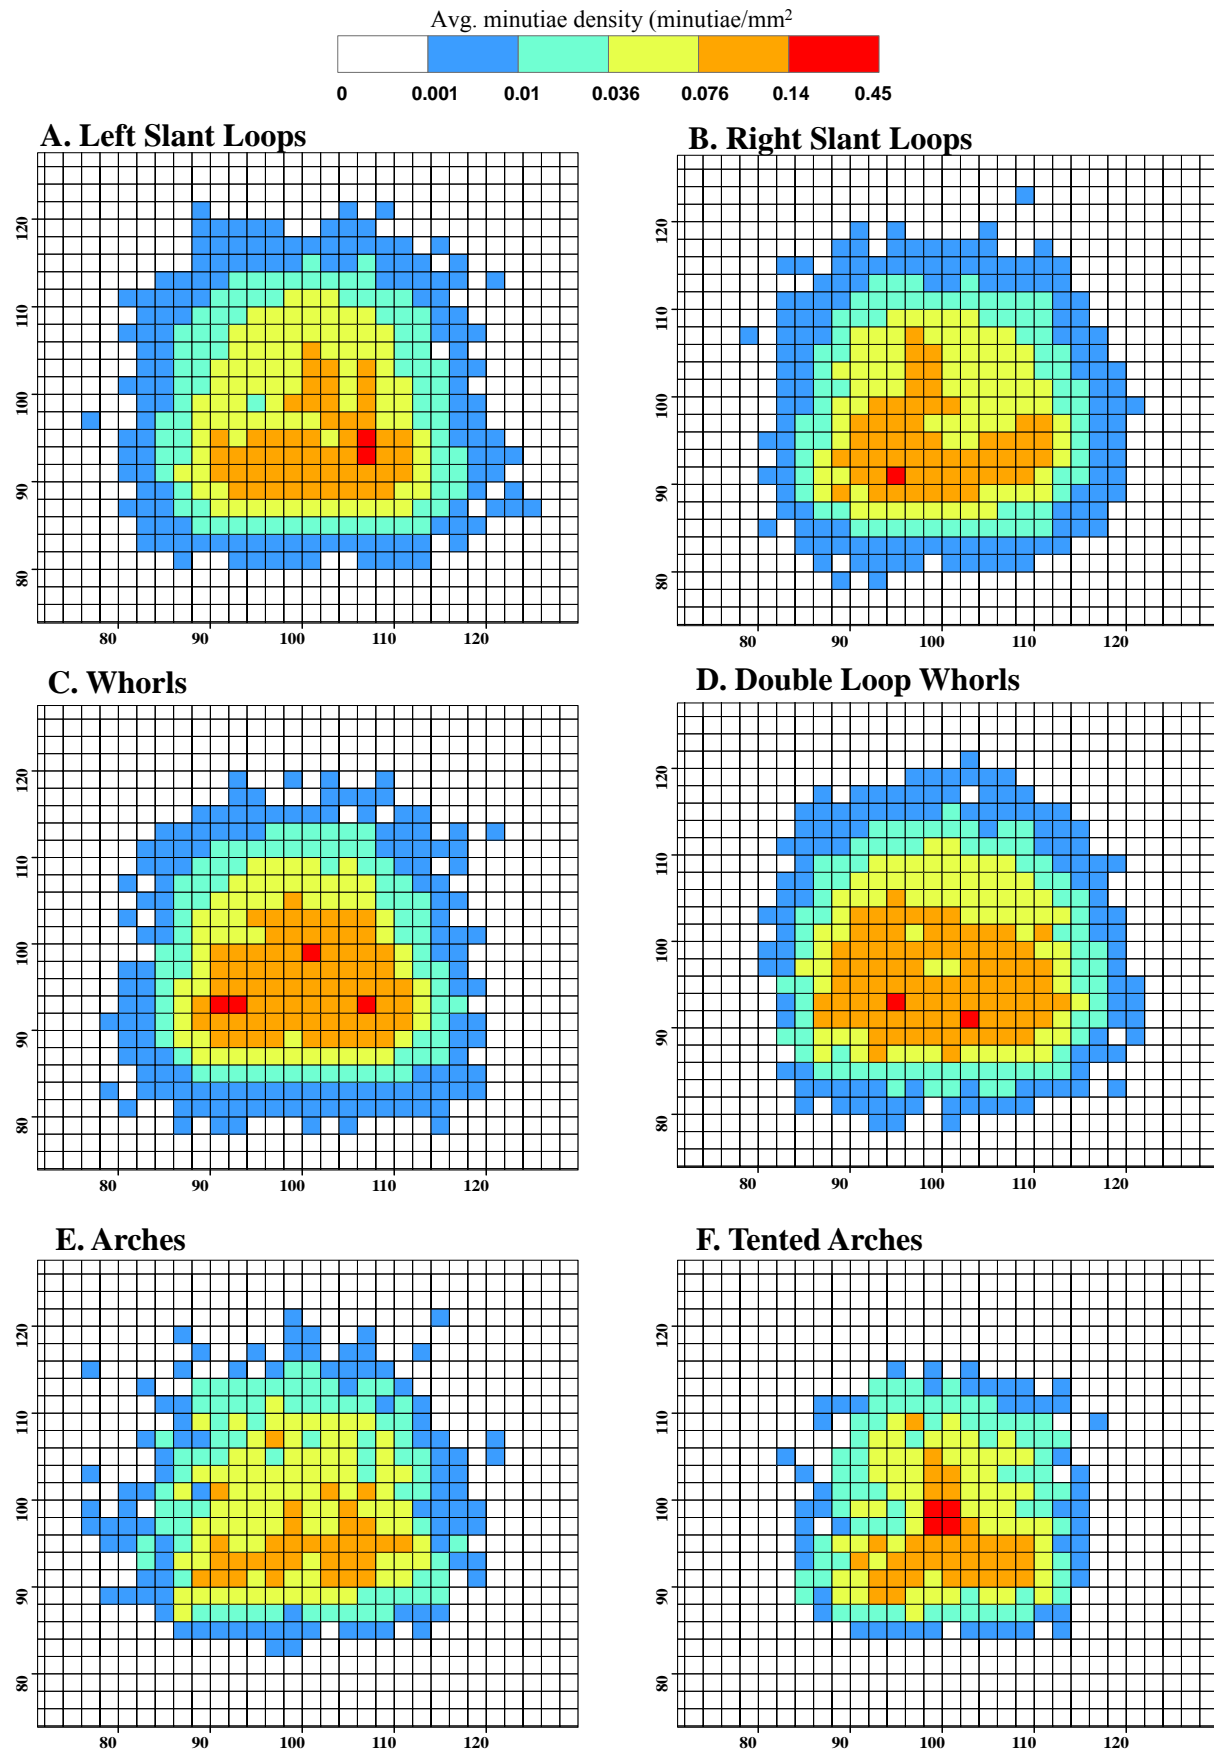 Avg. minutiae density (minutiae/mm2
0 0.001 0.01 0.036 0.076 0.14 0.45
A. Left Slant Loops
B. Right Slant Loops
120
110
100
90
80
80 90 100 110 120
120
110
100
90
80
80 90 100 110 120
C. Whorls
D. Double Loop Whorls
120
110
100
90
80
80 90 100 110 120
120
110
100
90
80
80 90 100 110 120
E. Arches
F. Tented Arches
120
110
100
90
80
80 90 100 110 120
120
110
100
90
80
80 90 100 110 120